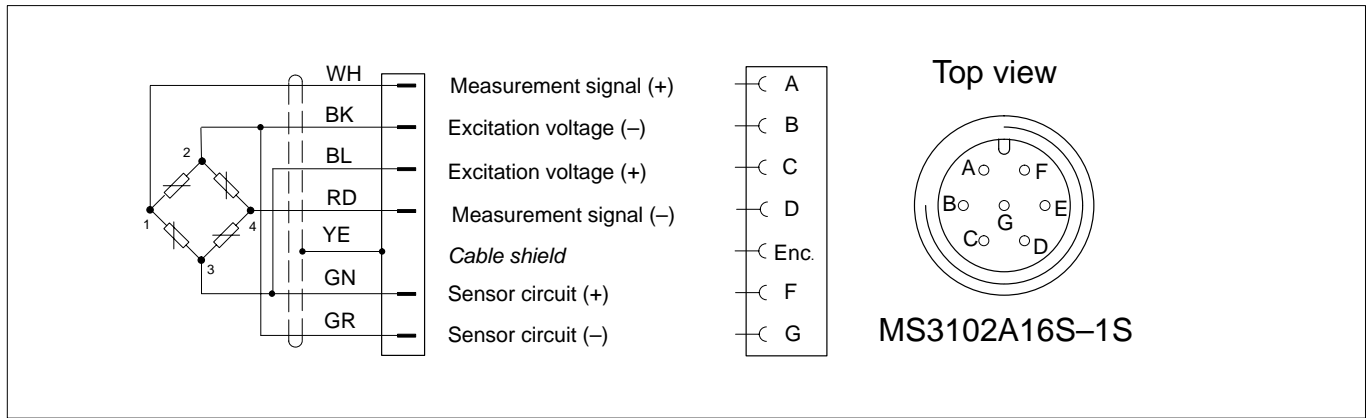 WH Measurement signal (+) A
BK Excitation voltage (–) B
BL Excitation voltage (+) C
RD Measurement signal (–) D
YE Cable shield Enc.
GN Sensor circuit (+) F
GR Sensor circuit (–) G
2
1
4
3
Top view
A F
B G E
C D
MS3102A16S–1S